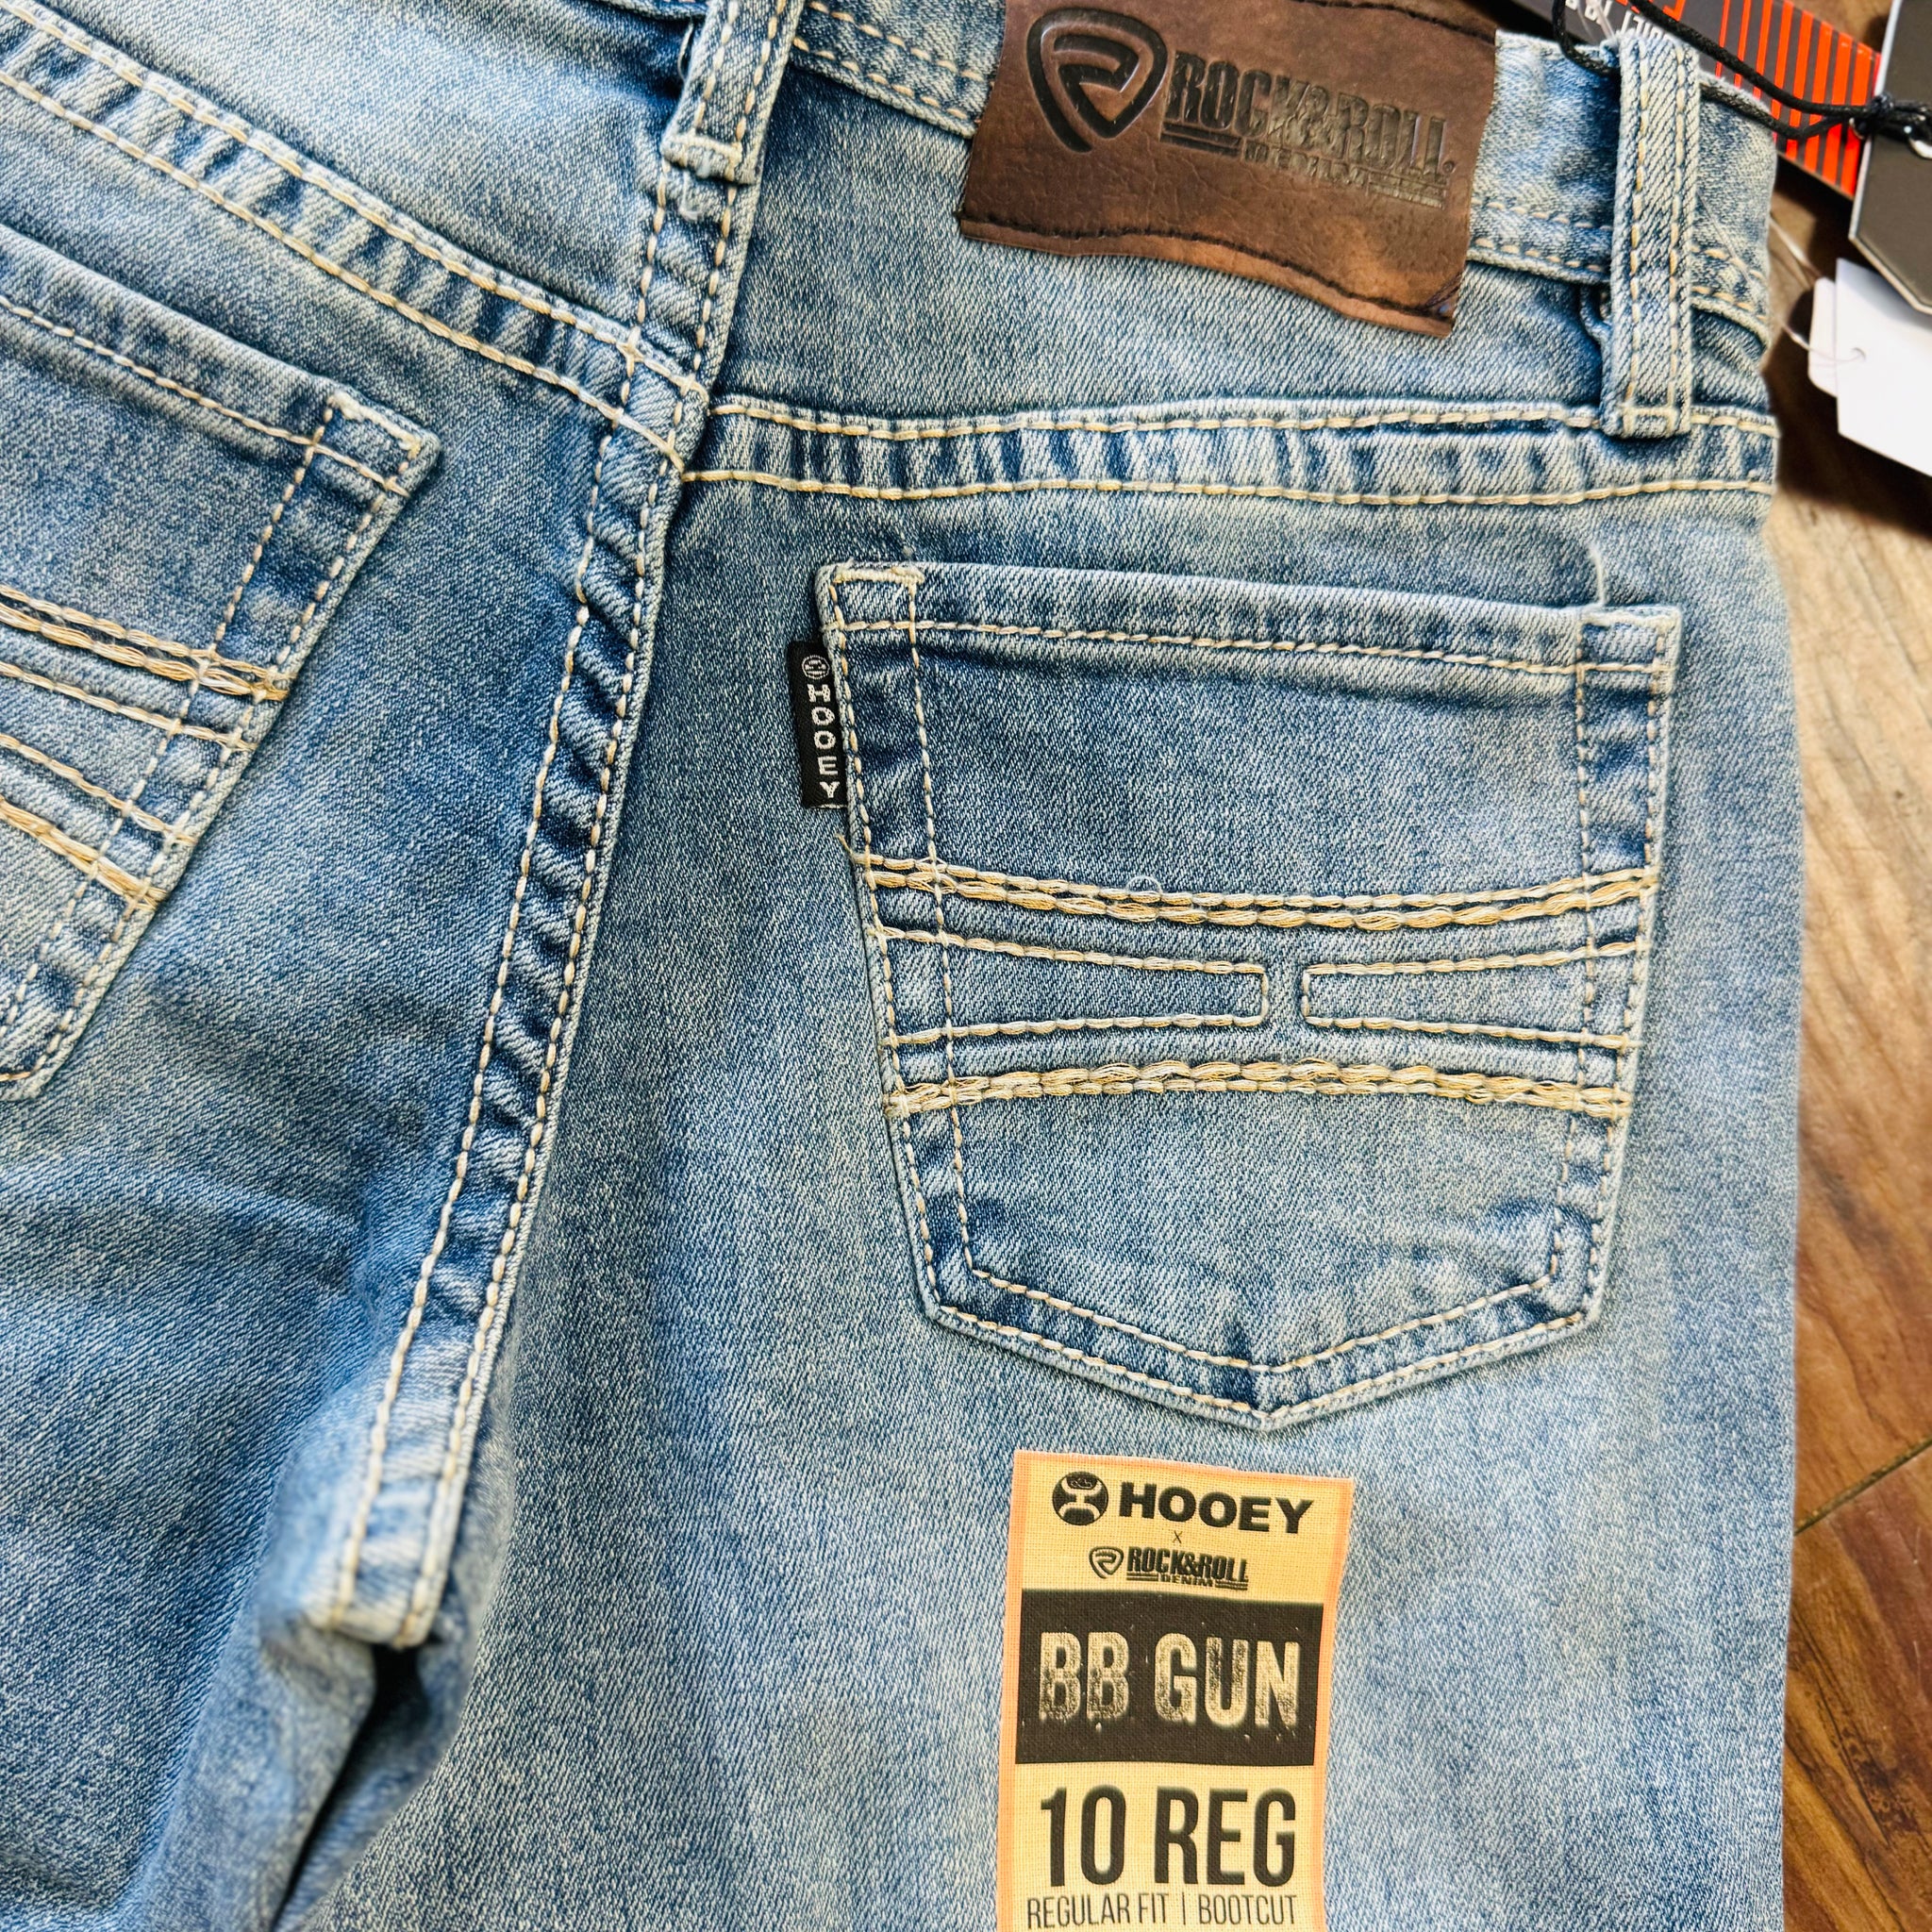 ROCK&ROLL
DENIM
HOOEY
HOOEY
X
ROCK&ROLL
DENIM
BB GUN
10 REG
REGULAR FIT | BOOTCUT